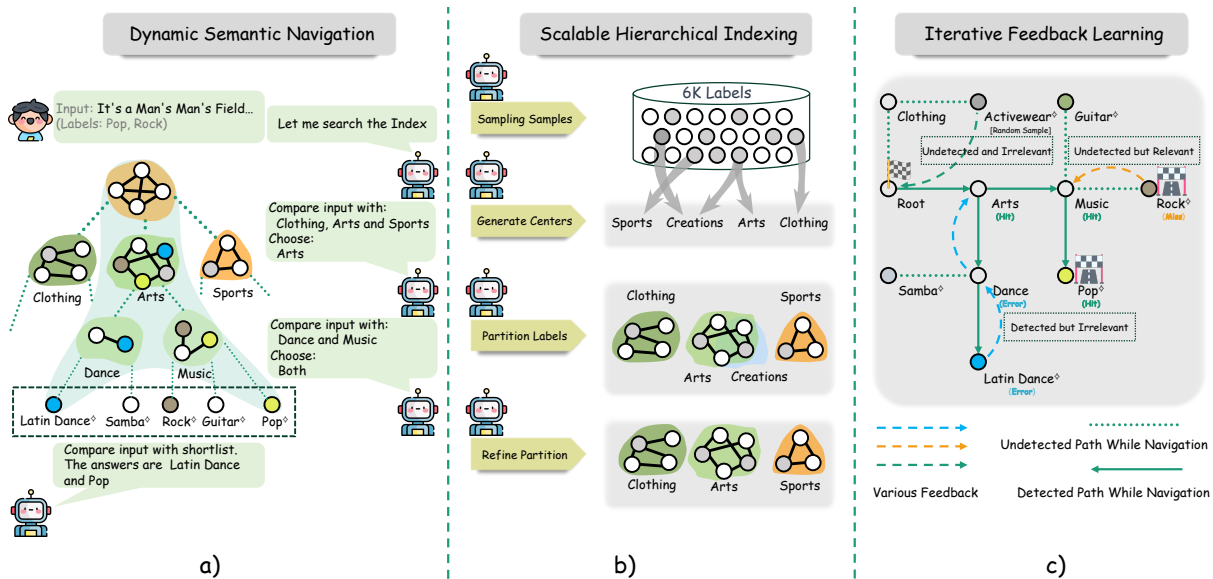 Dynamic Semantic Navigation
Input: It's a Man's Man's Field...
(Labels: Pop, Rock)
Let me search the Index
Compare input with:
Clothing, Arts and Sports
Choose:
Arts
Clothing
Arts
Sports
Compare input with:
Dance and Music
Choose:
Both
Dance
Music
Latin Dance✧
Samba✧
Rock✧
Guitar✧
Pop✧
Compare input with shortlist.
The answers are Latin Dance
and Pop
a)
Scalable Hierarchical Indexing
Sampling Samples
6K Labels
Generate Centers
Sports
Creations
Arts
Clothing
Partition Labels
Clothing
Sports
Arts
Creations
Refine Partition
Clothing
Arts
Sports
b)
Iterative Feedback Learning
Clothing
Activewear✧
[Random Sample]
Guitar✧
Undetected and Irrelevant
Undetected but Relevant
Root
Arts
(Hit)
Music
(Hit)
Rock✧
(Miss)
Samba✧
Dance
(Error)
Pop✧
(Hit)
Detected but Irrelevant
Latin Dance✧
(Error)
Undetected Path While Navigation
Various Feedback
Detected Path While Navigation
c)